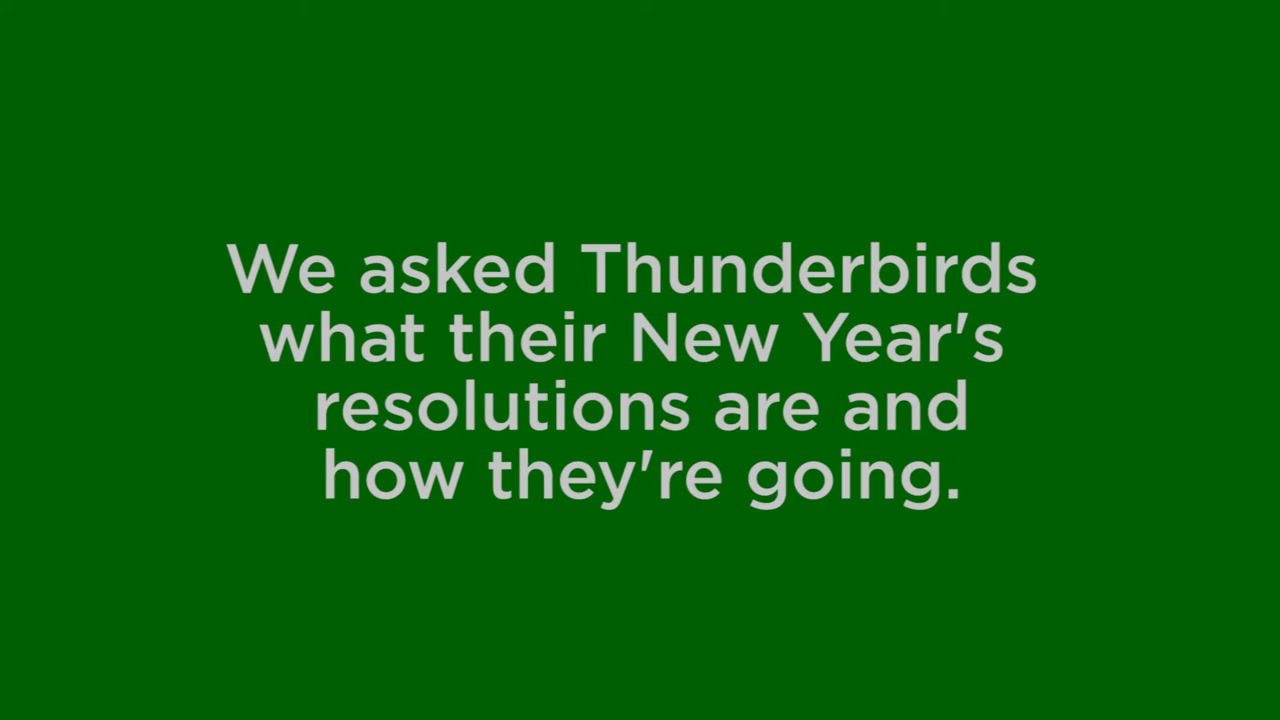 We asked Thunderbirds
what their New Year's
resolutions are and
how they're going.